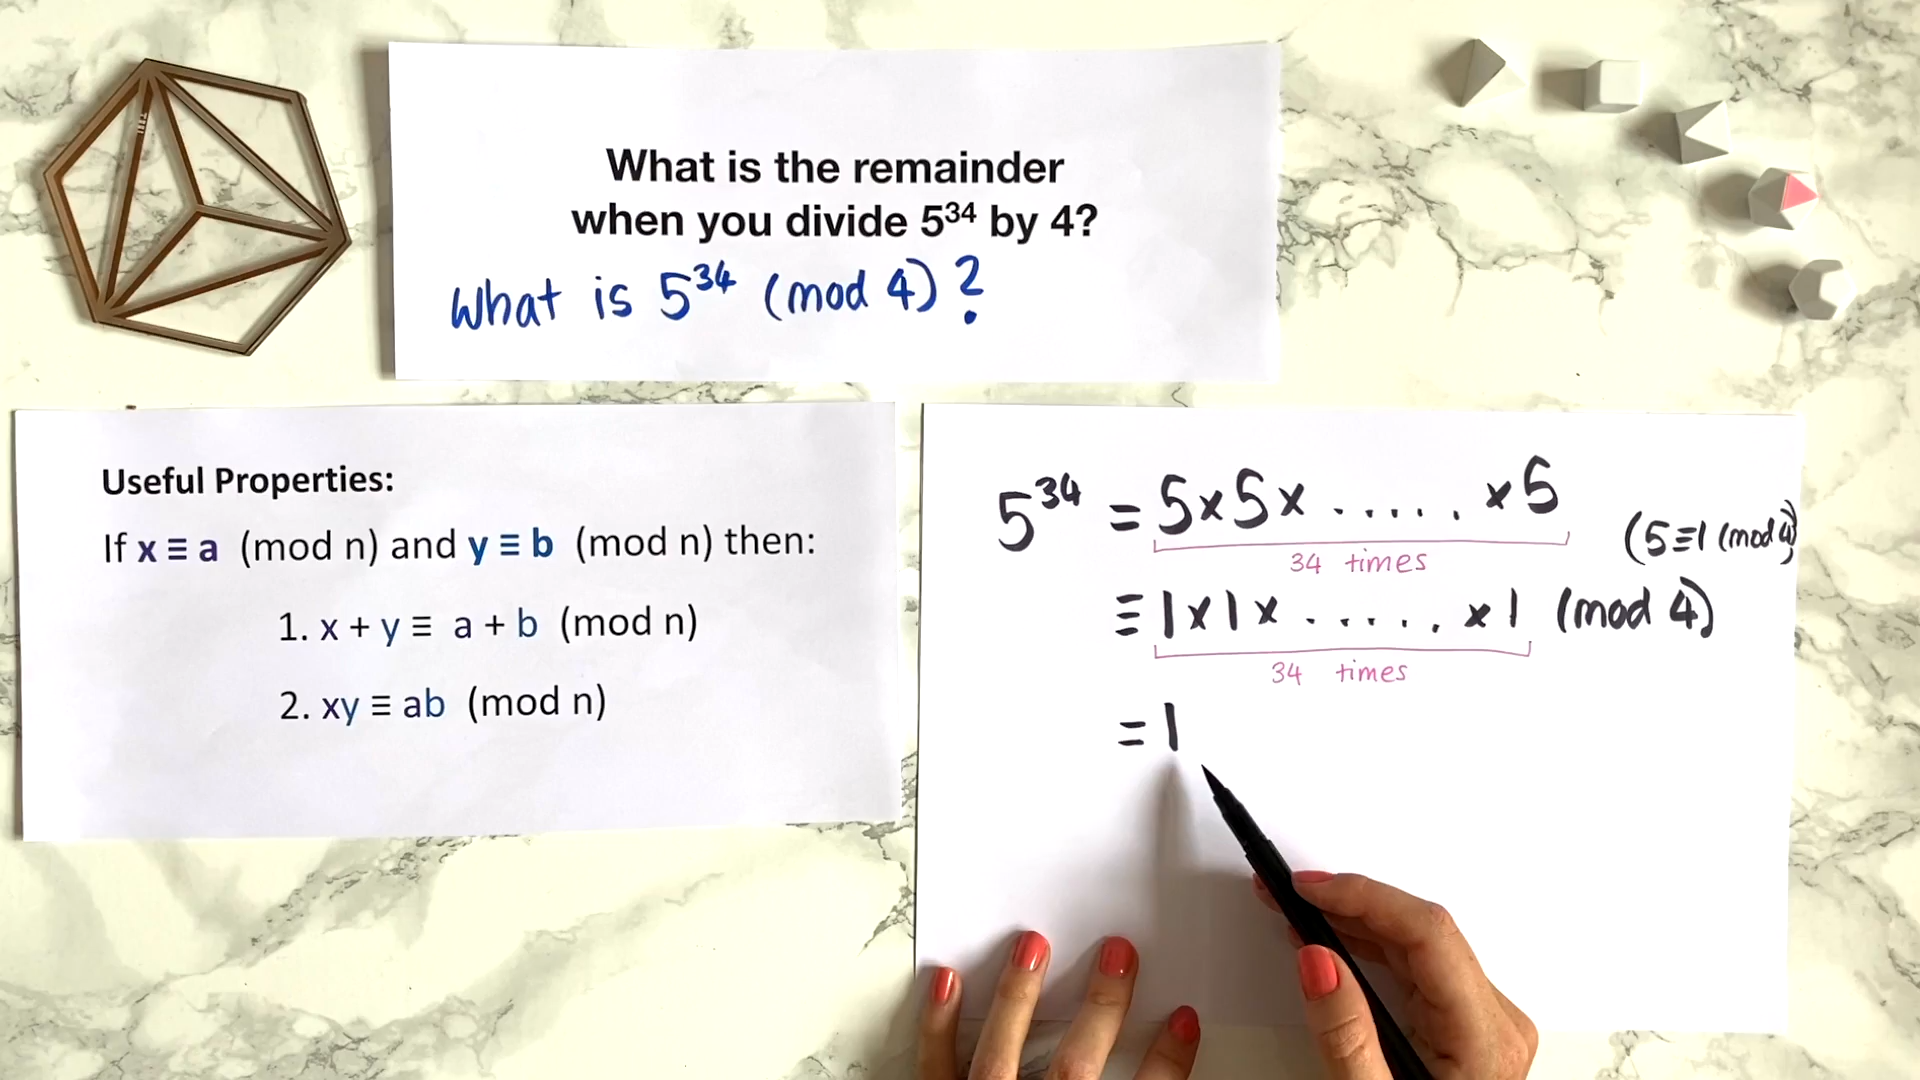 What is the remainder
when you divide 5³⁴ by 4?
What is 5³⁴ (mod 4)?
Useful Properties:
If x ≡ a (mod n) and y ≡ b (mod n) then:
1. x + y ≡ a + b (mod n)
2. xy ≡ ab (mod n)
5³⁴ = 5×5× ..... ×5 (5≡1 (mod 4))
34 times
≡ 1×1× ...... ×1 (mod 4)
34 times
= 1